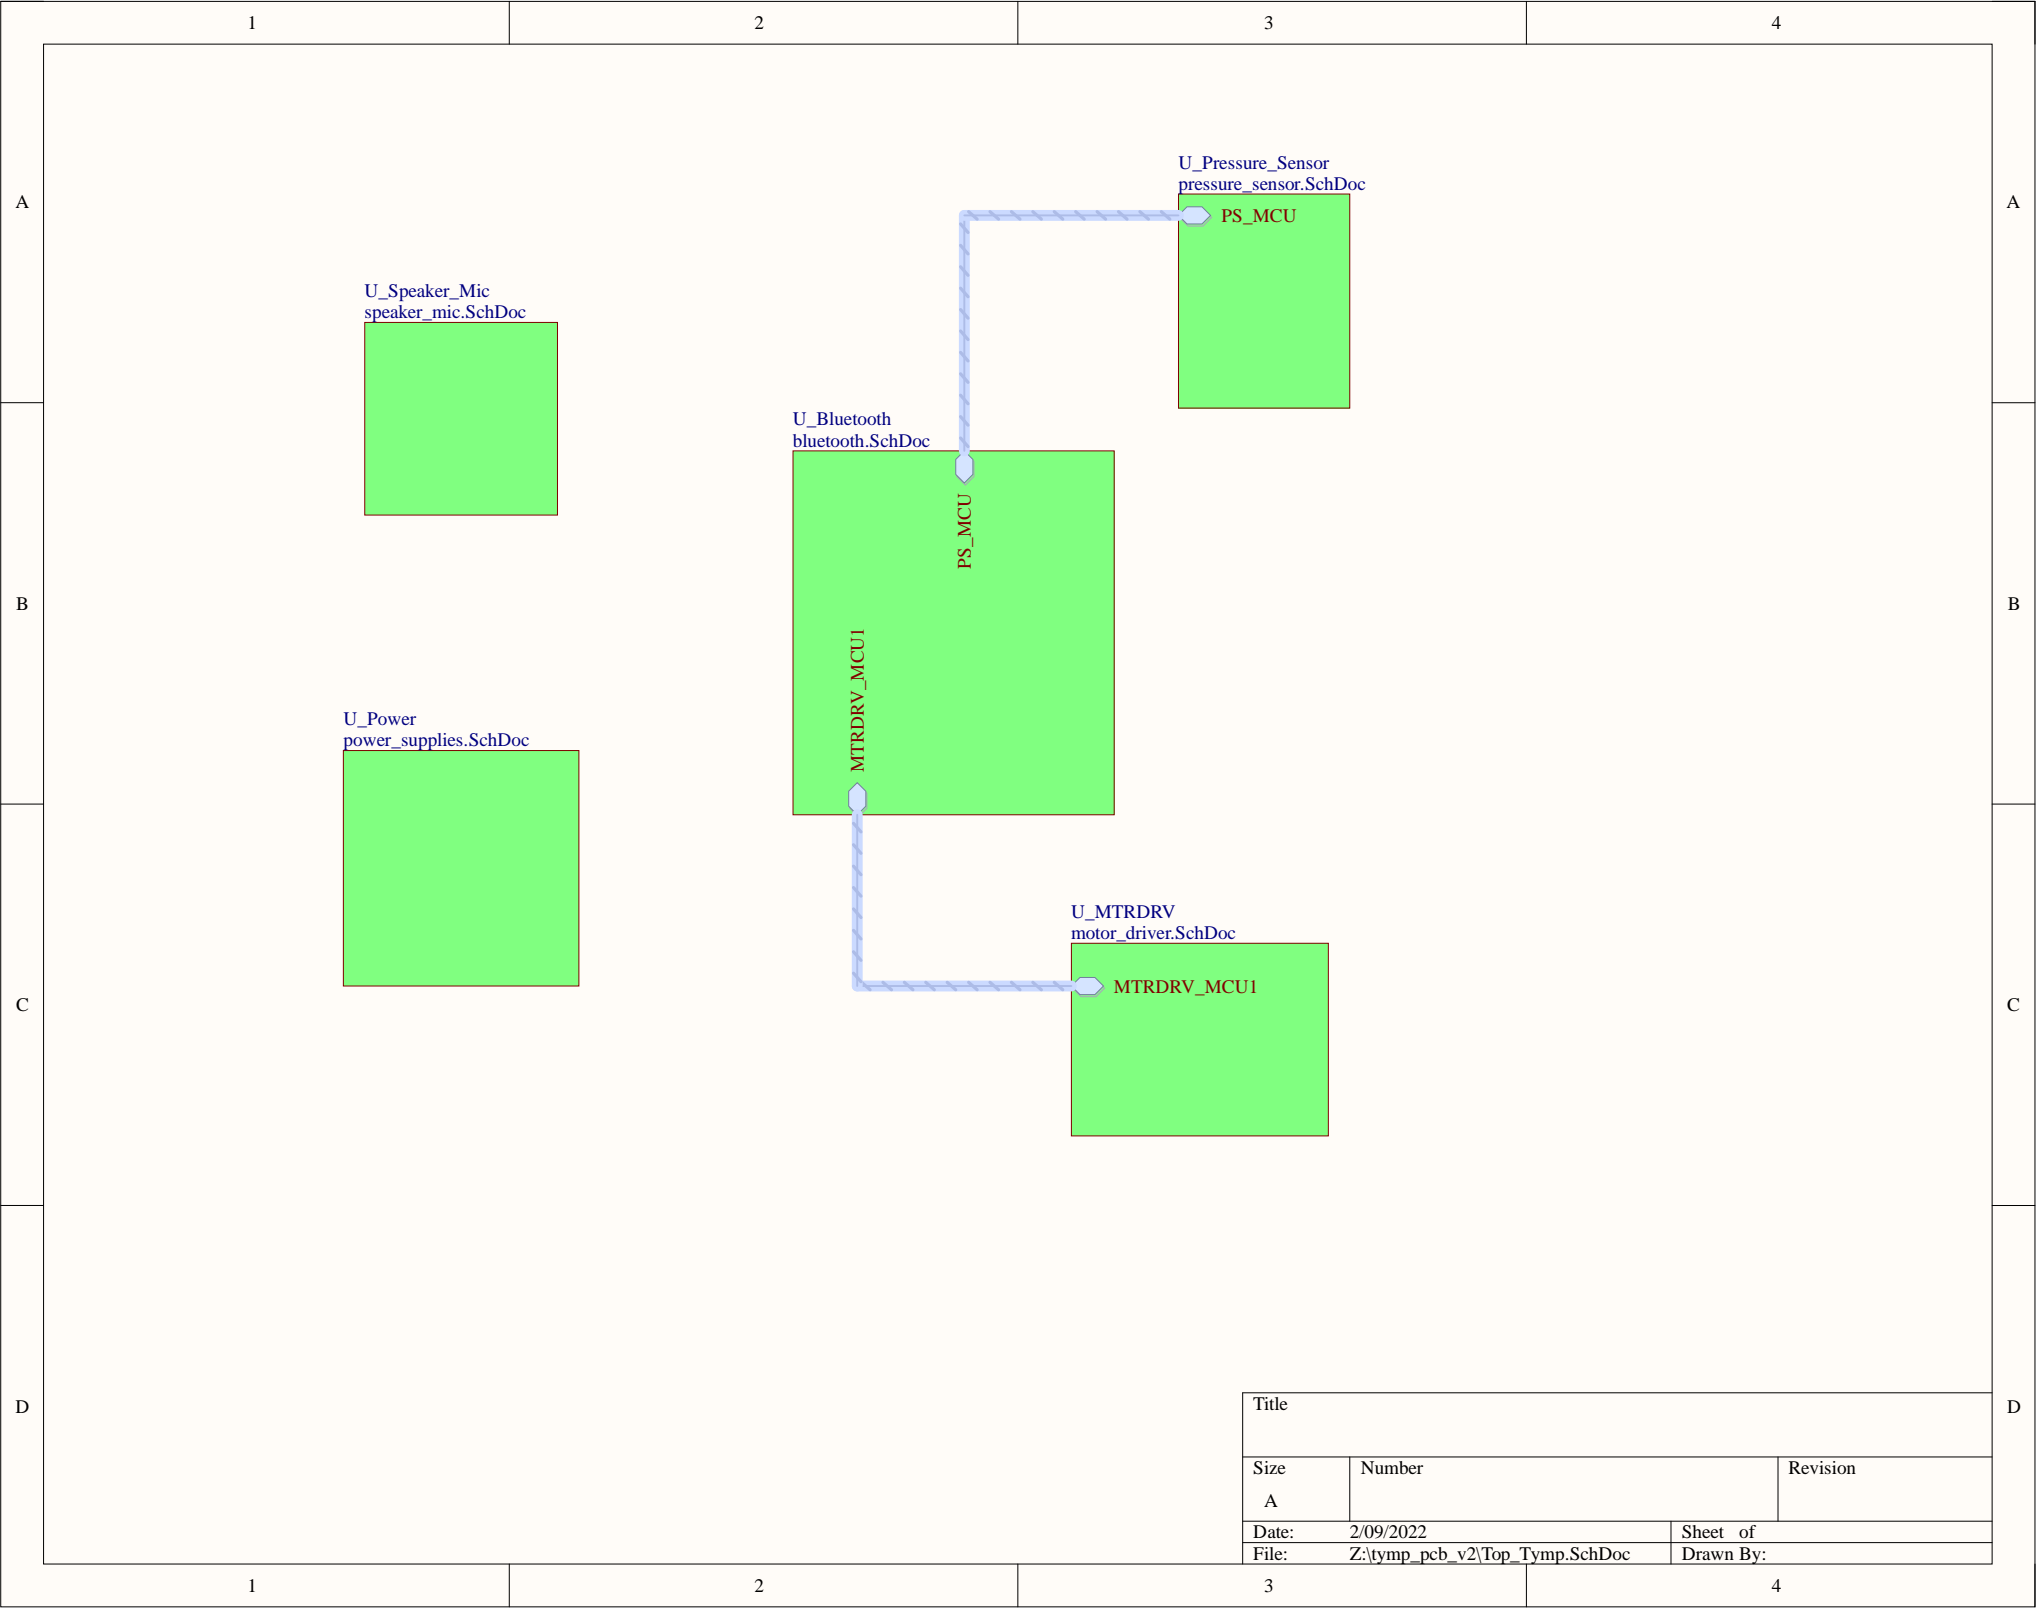 1 2 3 4
A A
U_Pressure_Sensor
pressure_sensor.SchDoc
PS_MCU
U_Speaker_Mic
speaker_mic.SchDoc
U_Bluetooth
bluetooth.SchDoc
PS_MCU
B B
MTRDRV_MCU1
U_Power
power_supplies.SchDoc
U_MTRDRV
motor_driver.SchDoc
MTRDRV_MCU1
C C
D D
Title
Size Number Revision
A
Date: 2/09/2022 Sheet of
File: Z:\tymp_pcb_v2\Top_Tymp.SchDoc Drawn By:
1 2 3 4